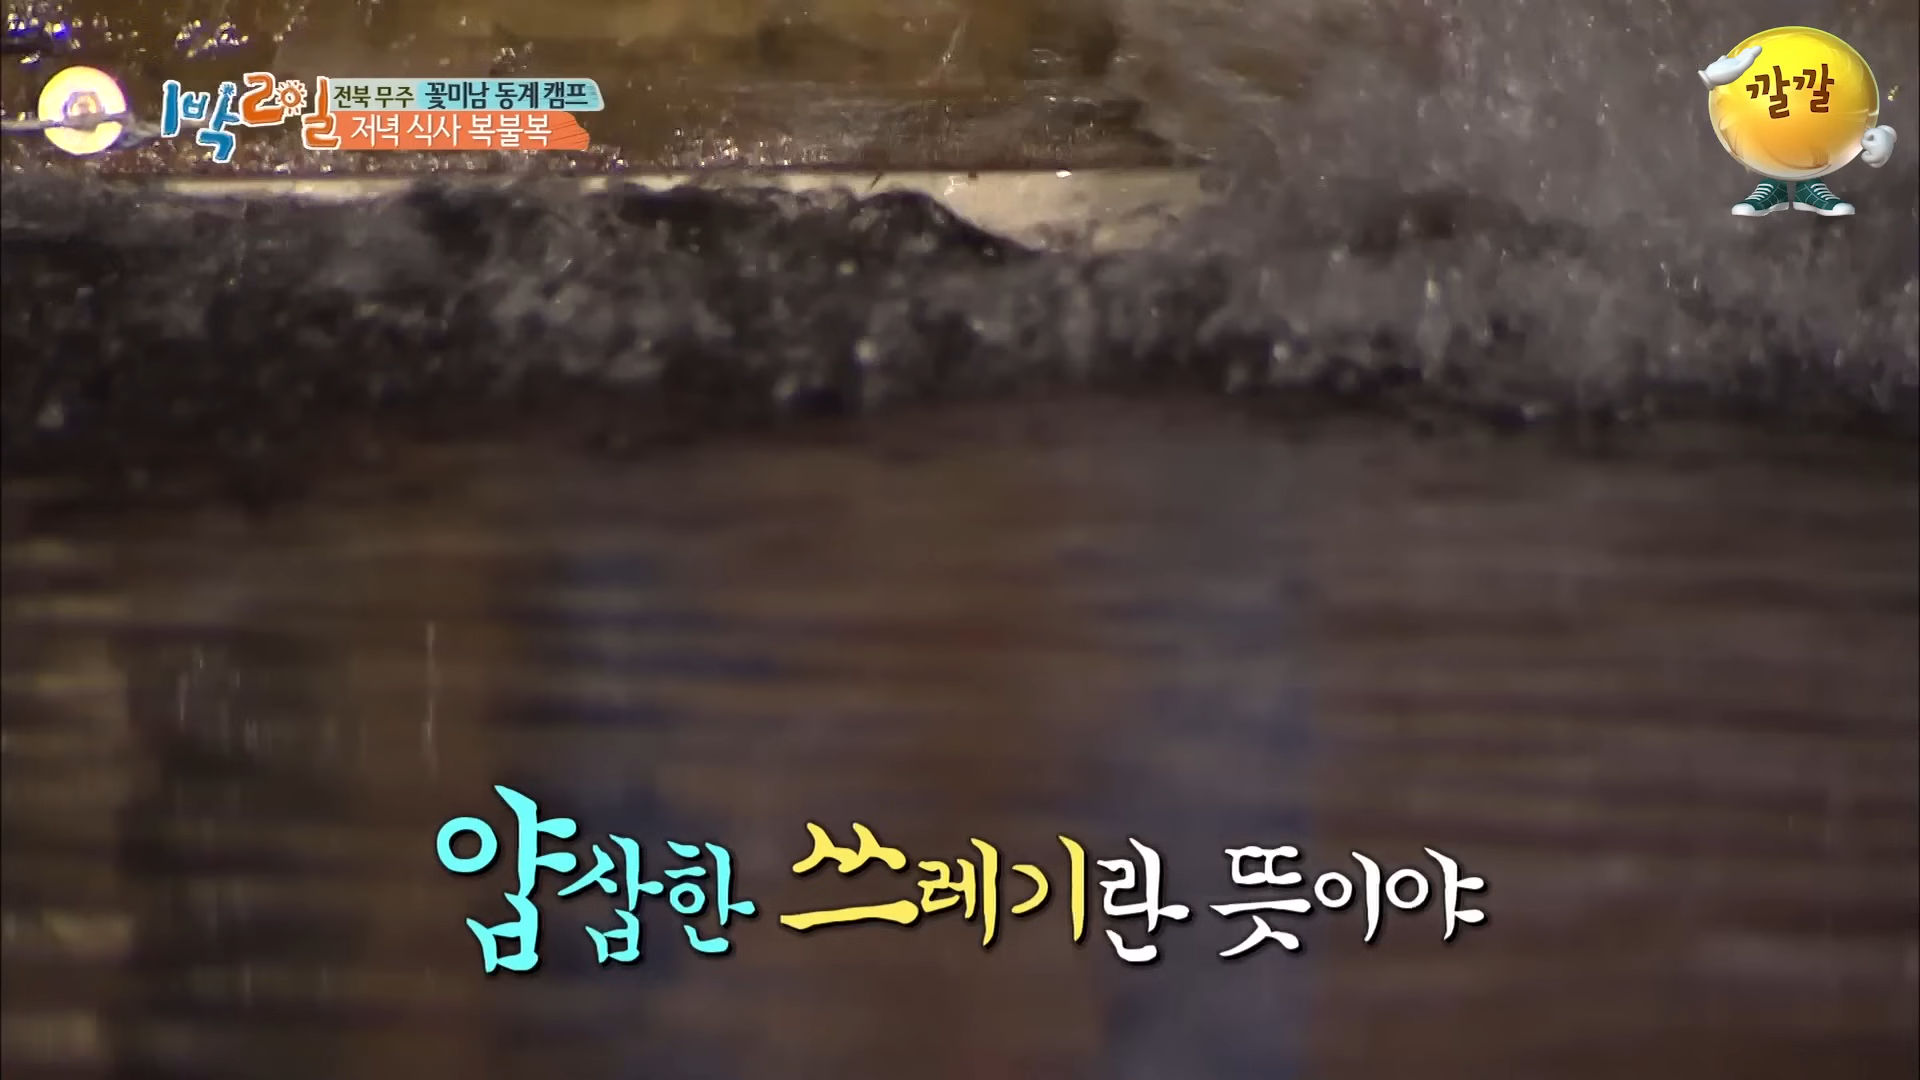 1박2일 전북 무주 꽃미남 동계 캠프
저녁 식사 복불복
깔깔
얍삽한 쓰레기란 뜻이야